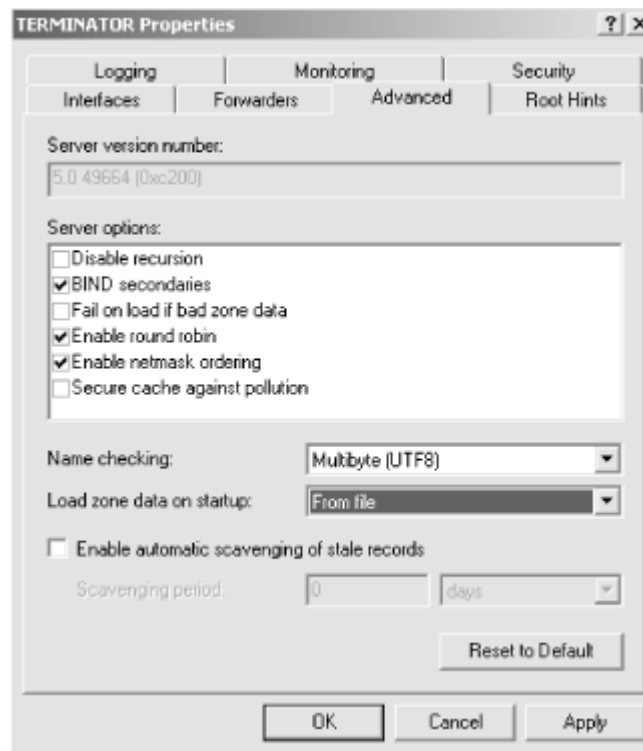 TERMINATOR Properties
Logging Monitoring Security
Interfaces Forwarders Advanced Root Hints
Server version number:
5.0 49664 (0xc200)
Server options:
Disable recursion
BIND secondaries
Fail on load if bad zone data
Enable round robin
Enable netmask ordering
Secure cache against pollution
Name checking: Multibyte (UTF8)
Load zone data on startup: From file
Enable automatic scavenging of stale records
Scavenging period: 0 days
Reset to Default
OK Cancel Apply